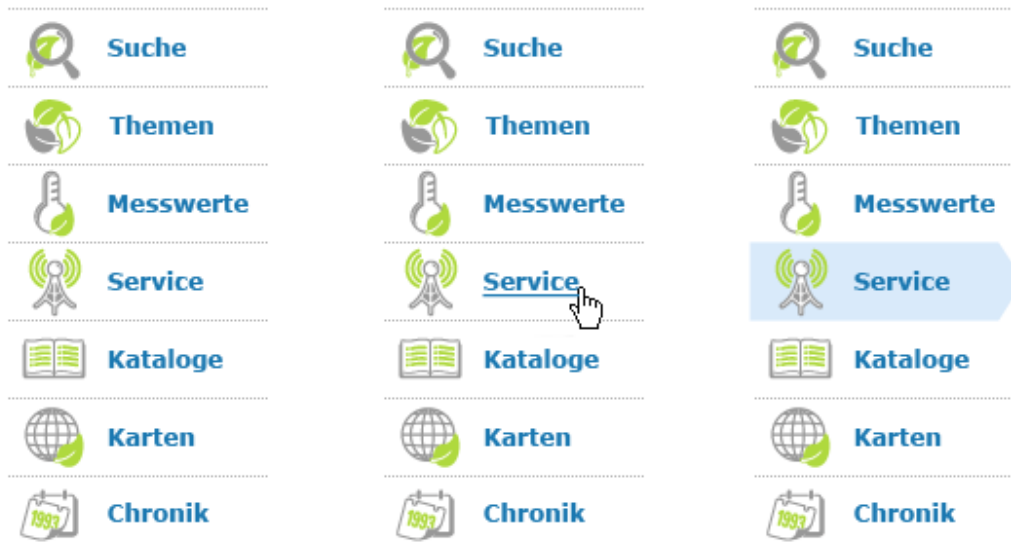 Suche
Themen
Messwerte
Service
Kataloge
Karten
1993
Chronik
Suche
Themen
Messwerte
Service
Kataloge
Karten
1993
Chronik
Suche
Themen
Messwerte
Service
Kataloge
Karten
1993
Chronik